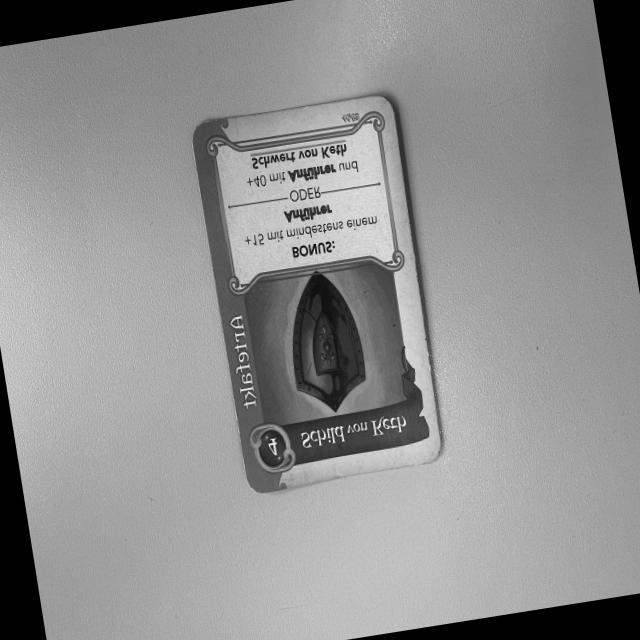 4
Schild von Keth
Artefakt
BONUS:
+15 mit mindestens einem
Anführer
ODER
+40 mit Anführer und
Schwert von Keth